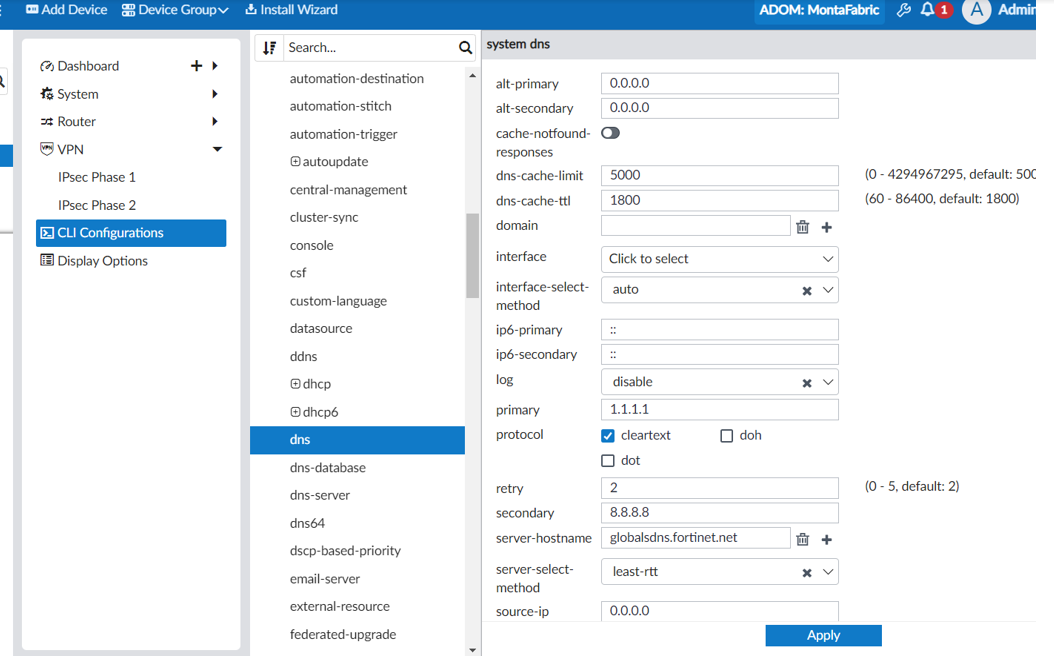 Add Device Device Group Install Wizard ADOM: MontaFabric 1 A Admin
Dashboard
System
Router
VPN
IPsec Phase 1
IPsec Phase 2
CLI Configurations
Display Options
Search...
automation-destination
automation-stitch
automation-trigger
autoupdate
central-management
cluster-sync
console
csf
custom-language
datasource
ddns
dhcp
dhcp6
dns
dns-database
dns-server
dns64
dscp-based-priority
email-server
external-resource
federated-upgrade
system dns
alt-primary 0.0.0.0
alt-secondary 0.0.0.0
cache-notfound-
responses
dns-cache-limit 5000 (0 - 4294967295, default: 500
dns-cache-ttl 1800 (60 - 86400, default: 1800)
domain
interface Click to select
interface-select- auto
method
ip6-primary ::
ip6-secondary ::
log disable
primary 1.1.1.1
protocol cleartext doh
dot
retry 2 (0 - 5, default: 2)
secondary 8.8.8.8
server-hostname globalsdns.fortinet.net
server-select- least-rtt
method
source-ip 0.0.0.0
Apply